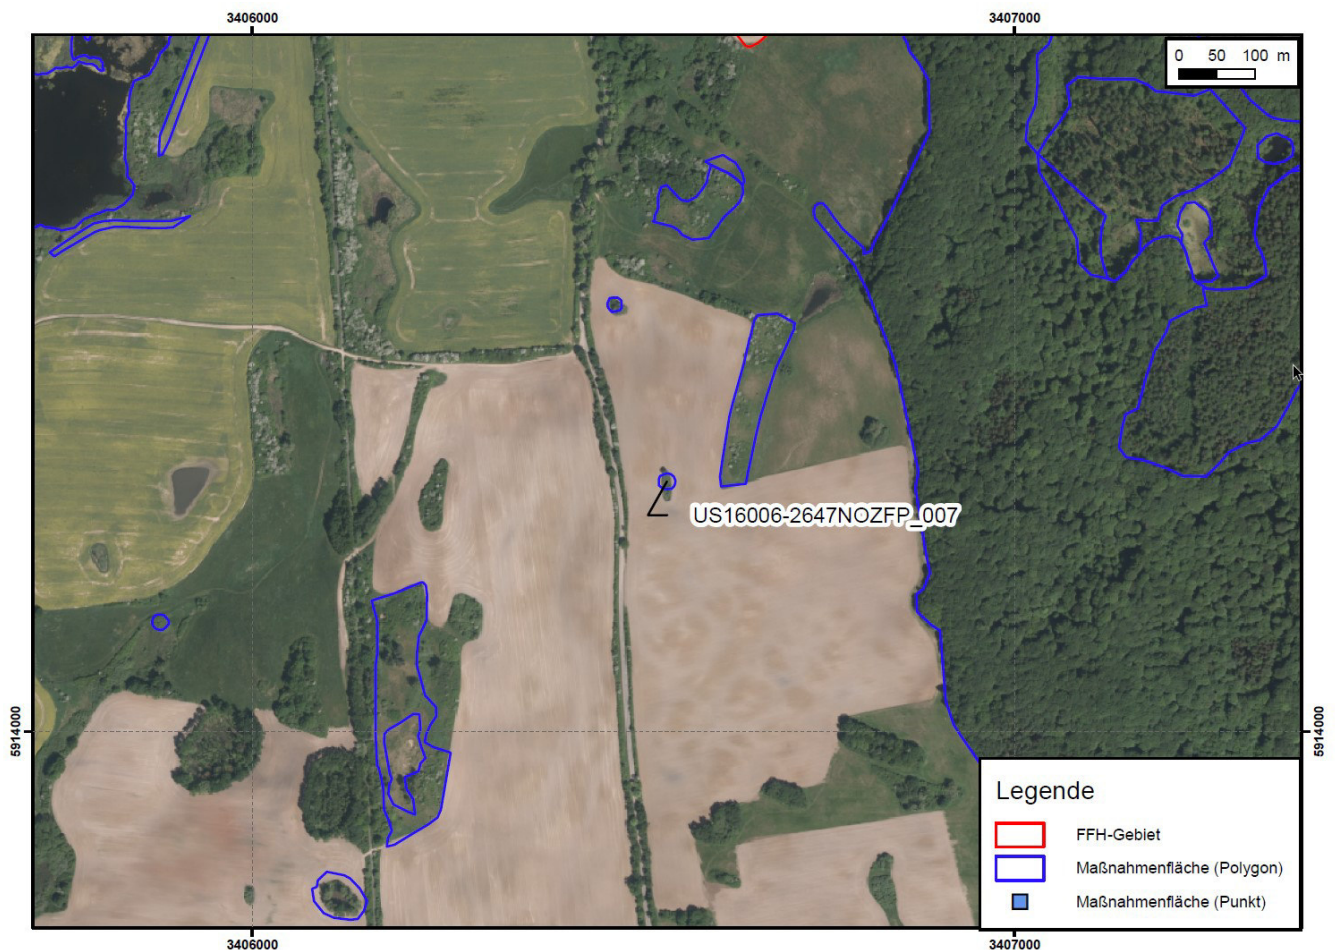 3406000
3407000
0 50 100 m
US16006-2647NOZFP_007
5914000
5914000
Legende
FFH-Gebiet
Maßnahmenfläche (Polygon)
Maßnahmenfläche (Punkt)
3406000
3407000